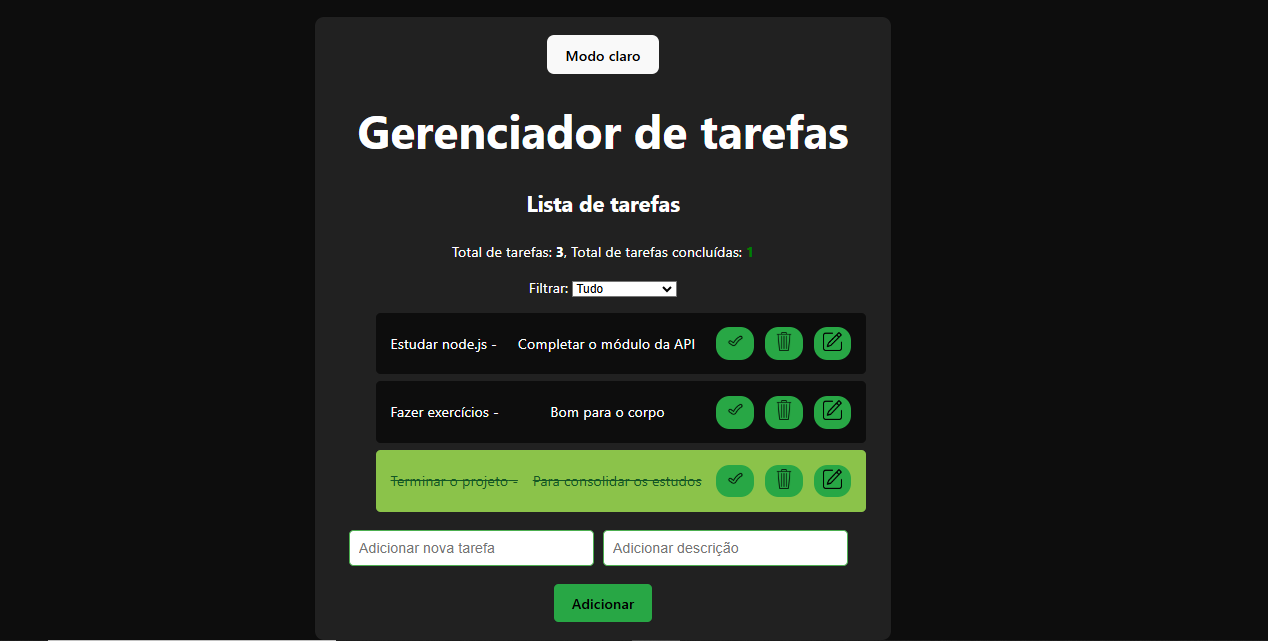 Modo claro
Gerenciador de tarefas
Lista de tarefas
Total de tarefas: 3, Total de tarefas concluídas: 1
Filtrar: Tudo
Estudar node.js - Completar o módulo da API
Fazer exercícios - Bom para o corpo
Terminar o projeto - Para consolidar os estudos
Adicionar nova tarefa Adicionar descrição
Adicionar